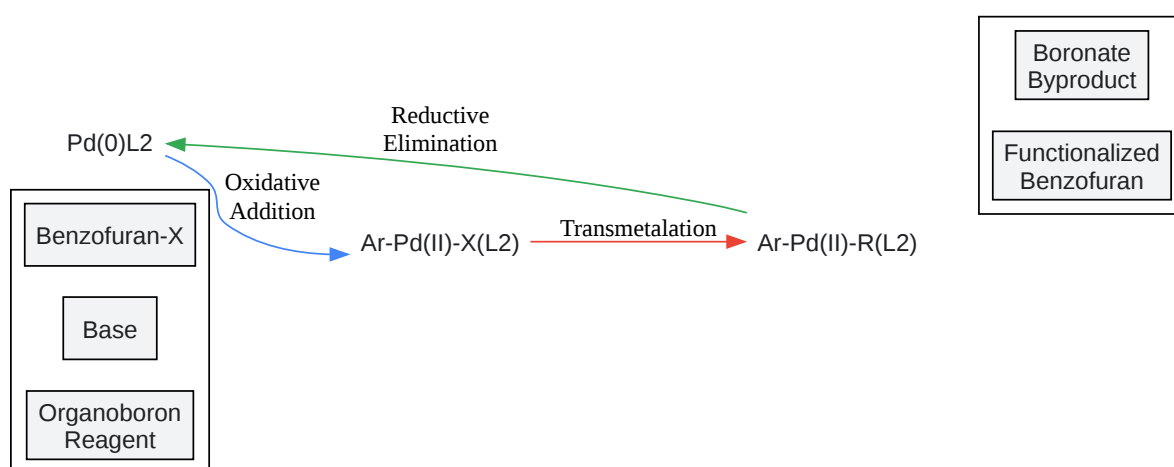 Boronate
Byproduct
Reductive
Elimination
Pd(0)L2
Functionalized
Benzofuran
Oxidative
Addition
Benzofuran-X
Ar-Pd(II)-X(L2)
Transmetalation
Ar-Pd(II)-R(L2)
Base
Organoboron
Reagent